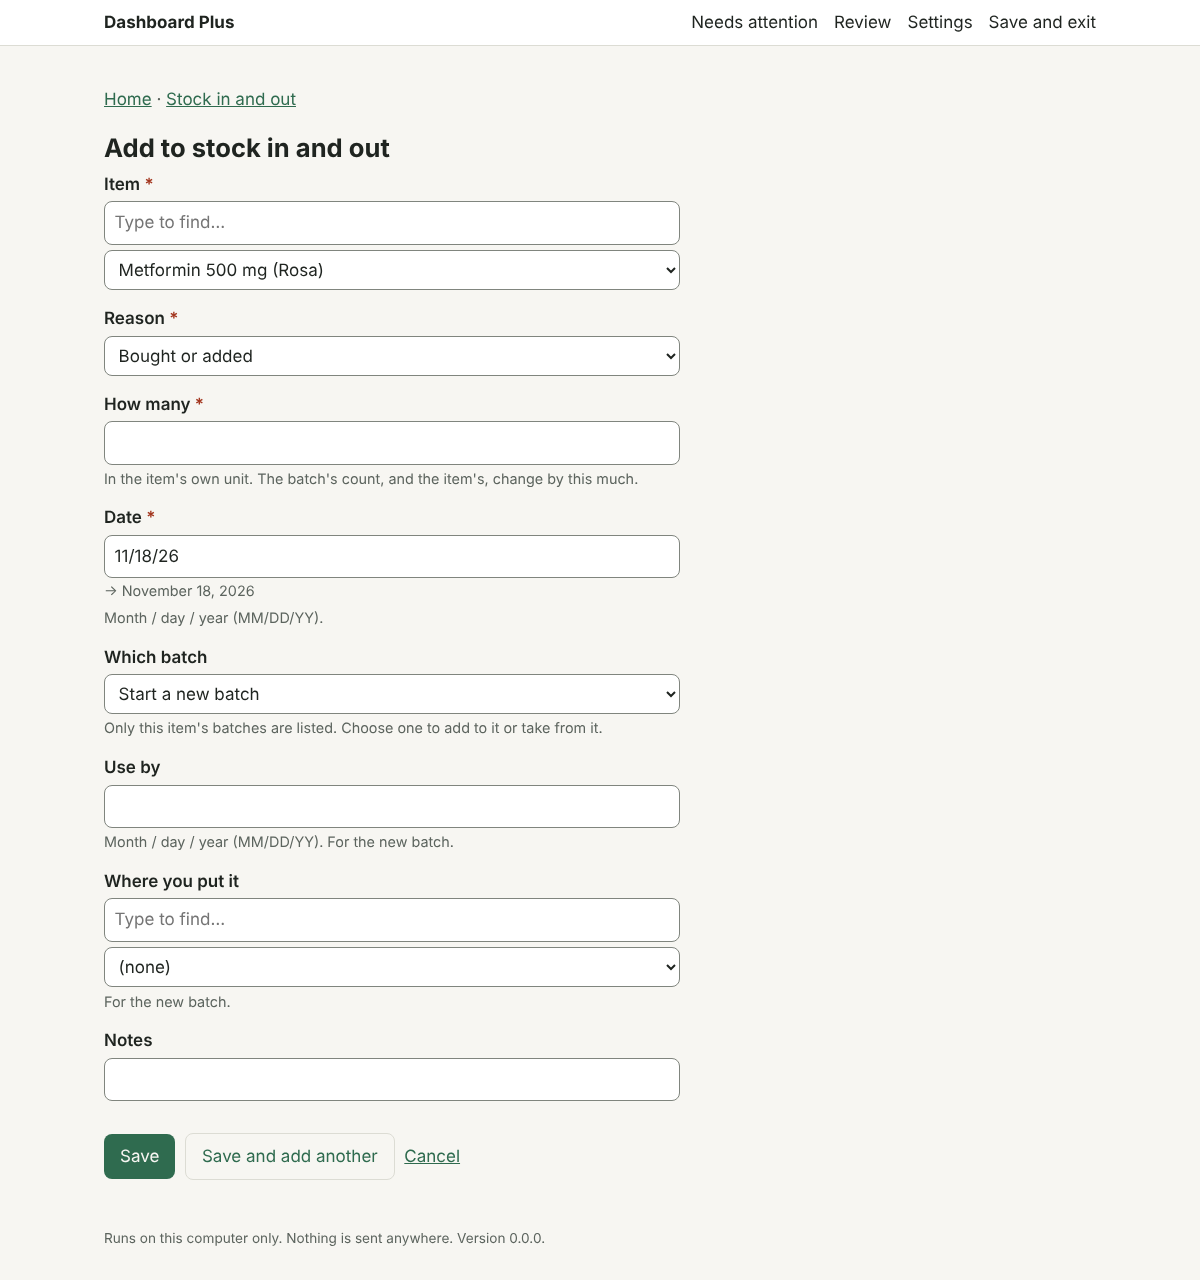 Dashboard Plus
Needs attention Review Settings Save and exit
Home · Stock in and out
Add to stock in and out
Item *
Type to find...
Metformin 500 mg (Rosa)
Reason *
Bought or added
How many *
In the item's own unit. The batch's count, and the item's, change by this much.
Date *
11/18/26
→ November 18, 2026
Month / day / year (MM/DD/YY).
Which batch
Start a new batch
Only this item's batches are listed. Choose one to add to it or take from it.
Use by
Month / day / year (MM/DD/YY). For the new batch.
Where you put it
Type to find...
(none)
For the new batch.
Notes
Save Save and add another Cancel
Runs on this computer only. Nothing is sent anywhere. Version 0.0.0.